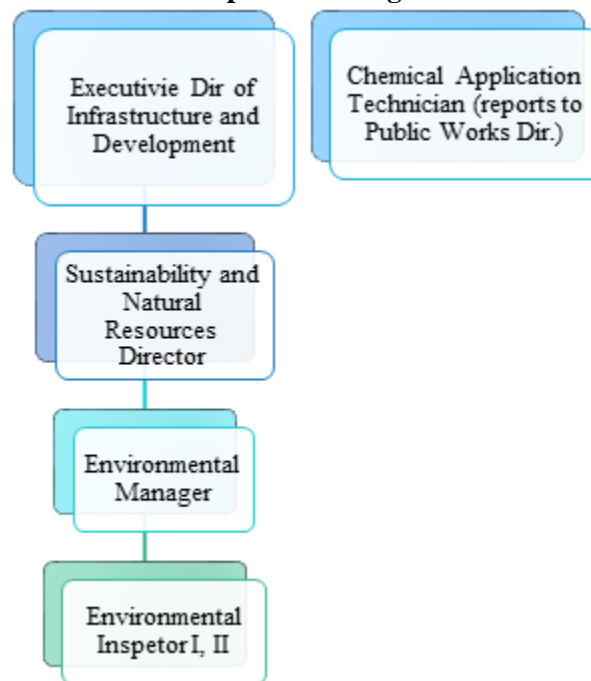 Executivie Dir of
Infrastructure and
Development
Chemical Application
Technician (reports to
Public Works Dir.)
Sustainability and
Natural
Resources
Director
Environmental
Manager
Environmental
Inspetor I, II